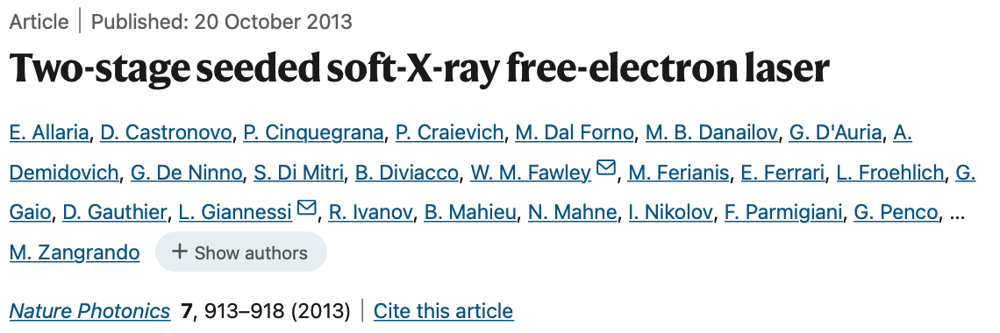 Article | Published: 20 October 2013
Two-stage seeded soft-X-ray free-electron laser
E. Allaria, D. Castronovo, P. Cinquegrana, P. Craievich, M. Dal Forno, M. B. Danailov, G. D'Auria, A.
Demidovich, G. De Ninno, S. Di Mitri, B. Diviacco, W. M. Fawley, M. Ferianis, E. Ferrari, L. Froehlich, G.
Gaio, D. Gauthier, L. Giannessi, R. Ivanov, B. Mahieu, N. Mahne, I. Nikolov, F. Parmigiani, G. Penco, ...
M. Zangrando + Show authors
Nature Photonics 7, 913–918 (2013) | Cite this article